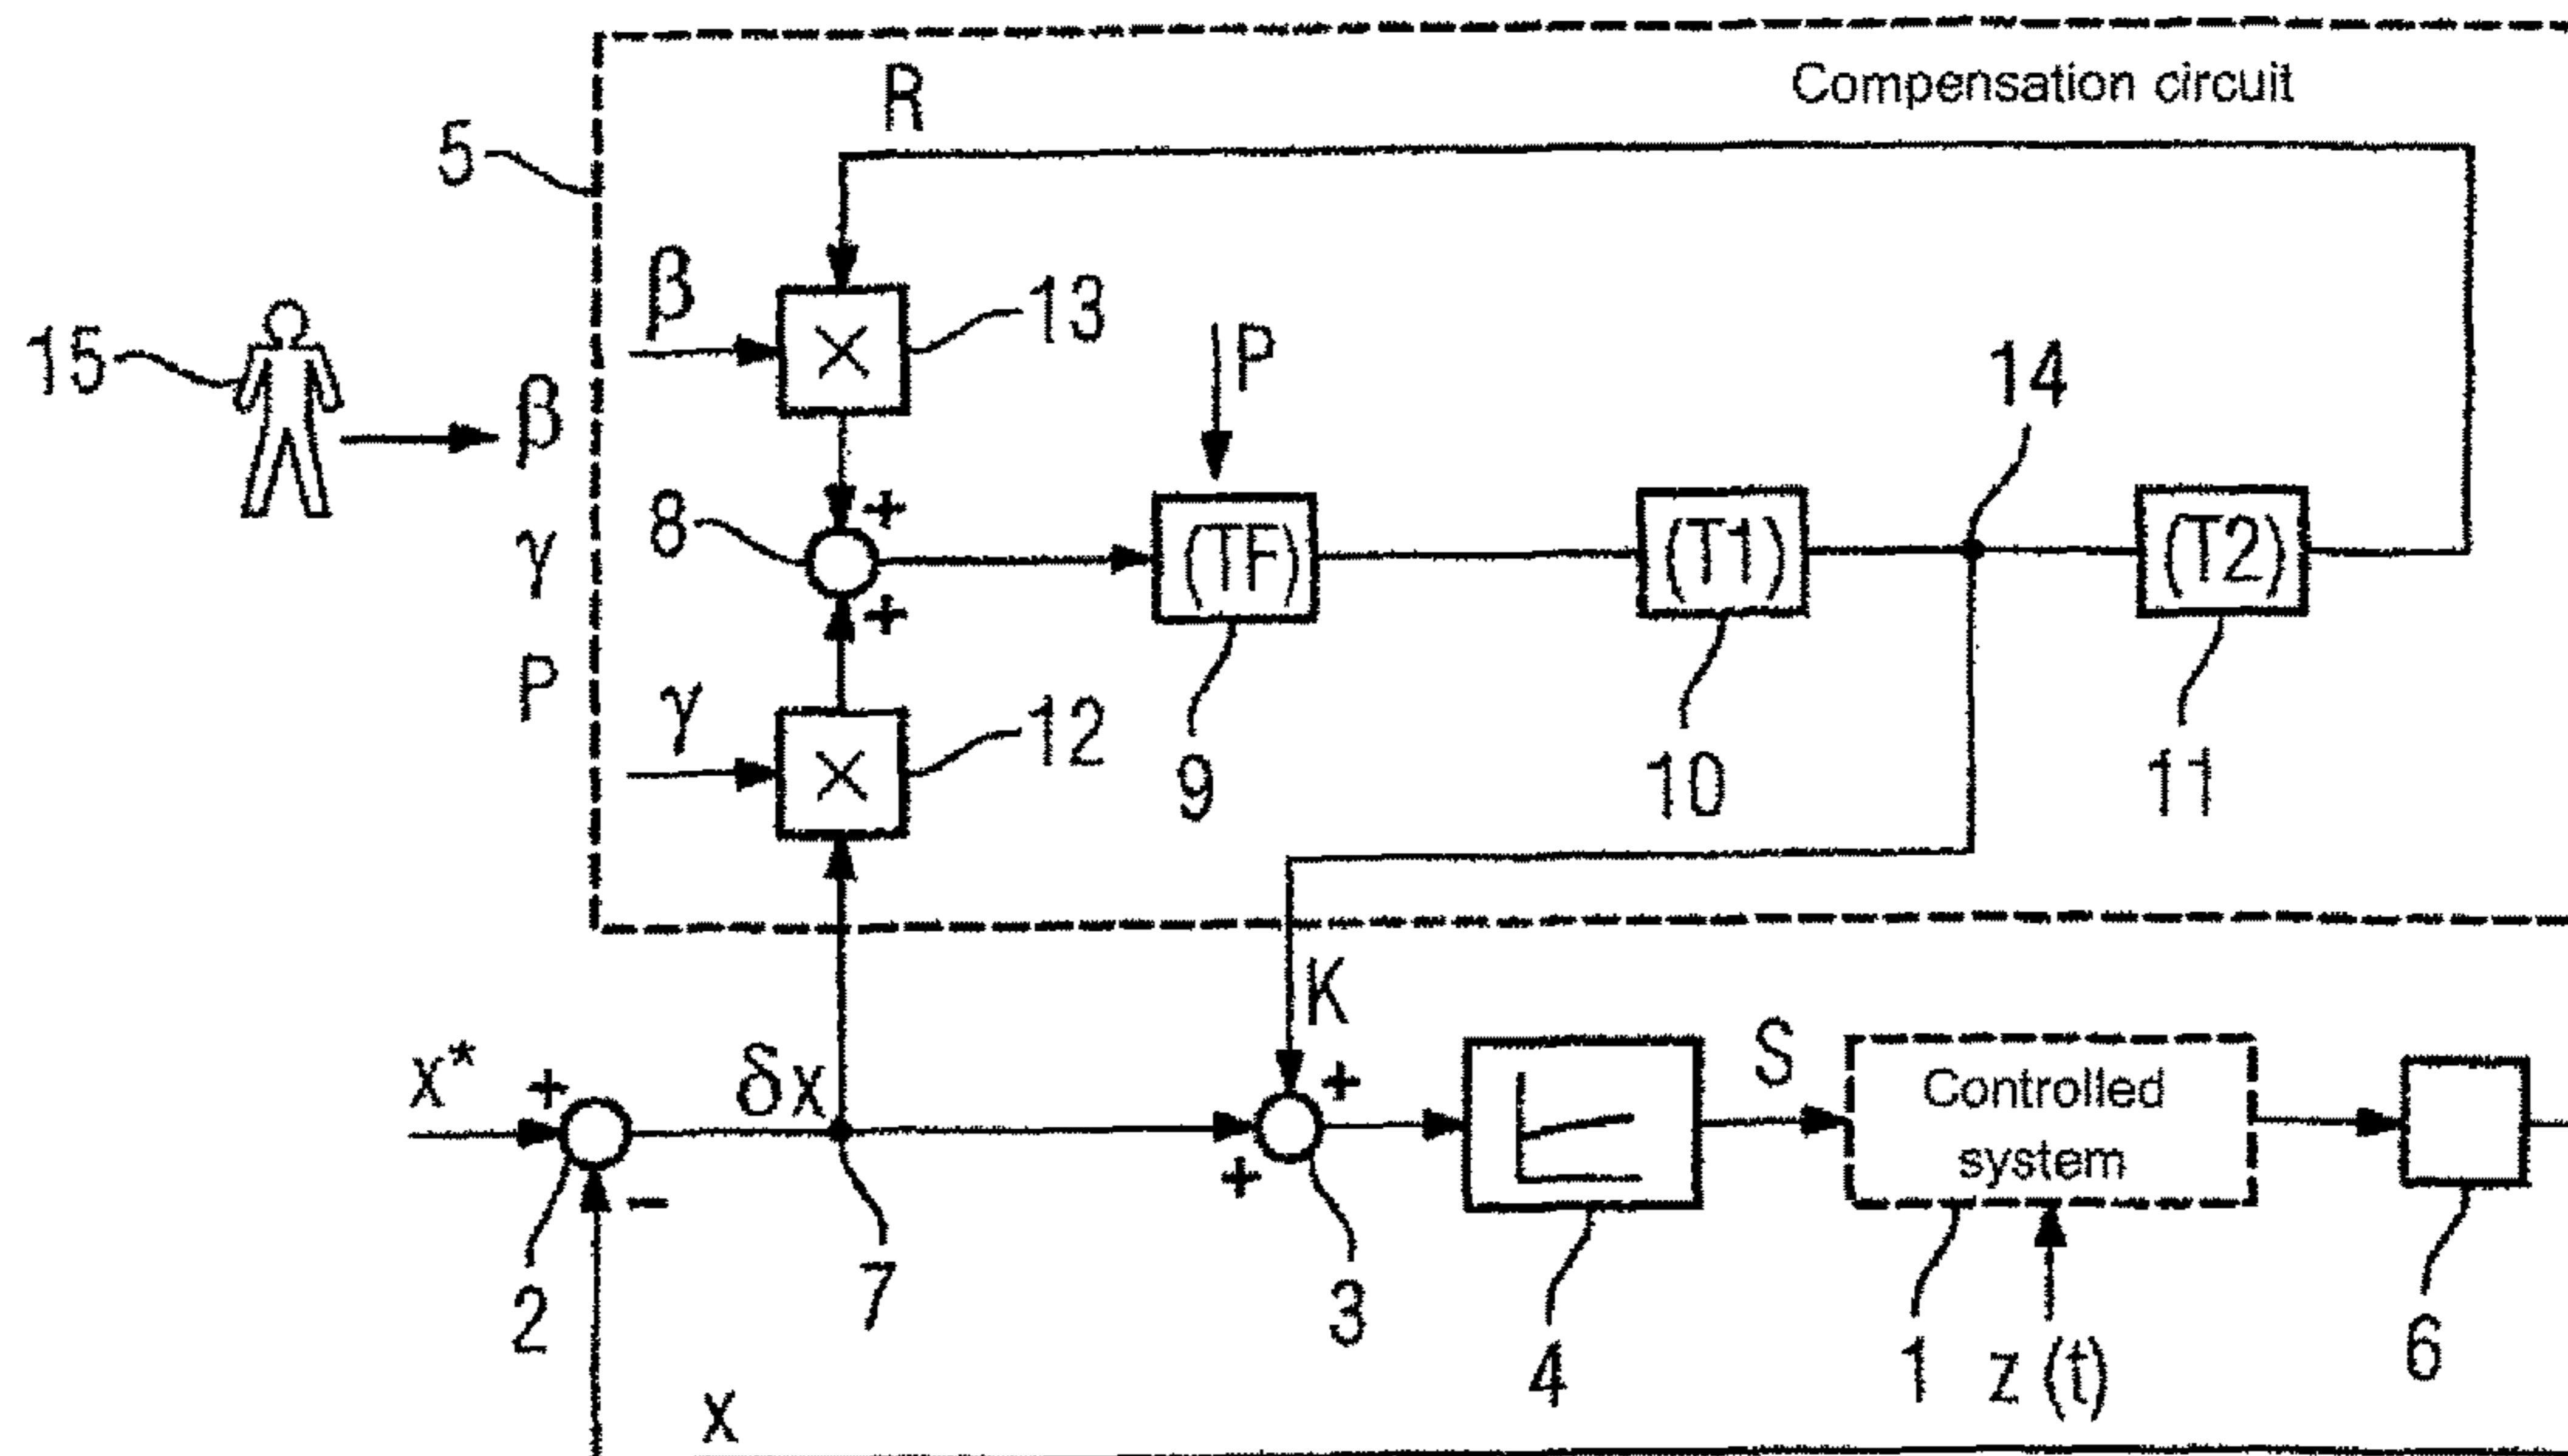 Compensation circuit
R
5
β
13
15
β
P
14
8
+
(TF)
(T1)
(T2)
γ
+
P
γ
12
9
10
11
K
x*
+
δx
+
S
Controlled
system
-
+
2
7
3
4
1
z (t)
6
x